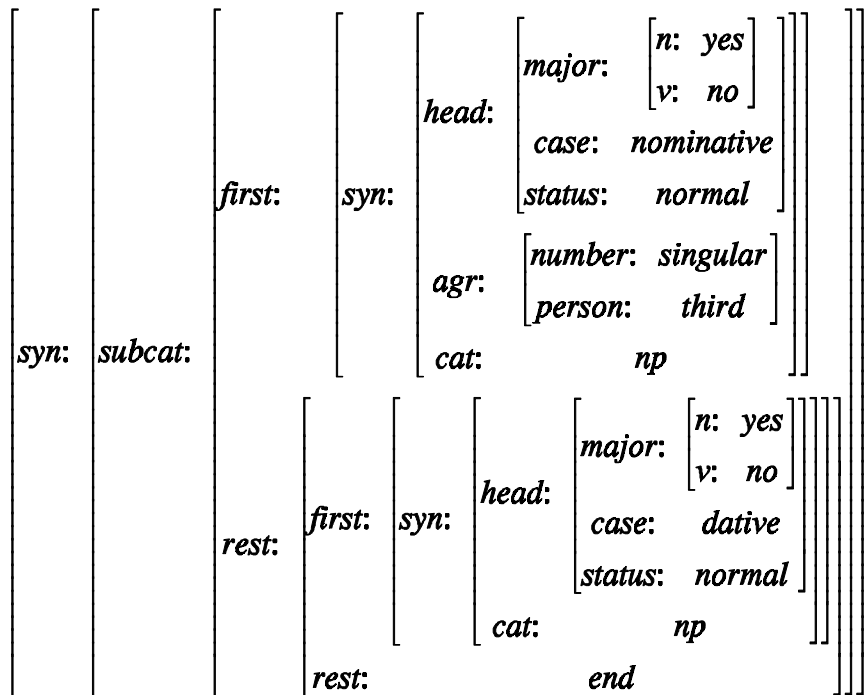 n: yes
major:
v: no
head:
case: nominative
first: syn: status: normal
number: singular
agr:
person: third
syn: subcat: cat: np
n: yes
major:
v: no
head:
first: syn: case: dative
rest:
status: normal
cat: np
rest: end